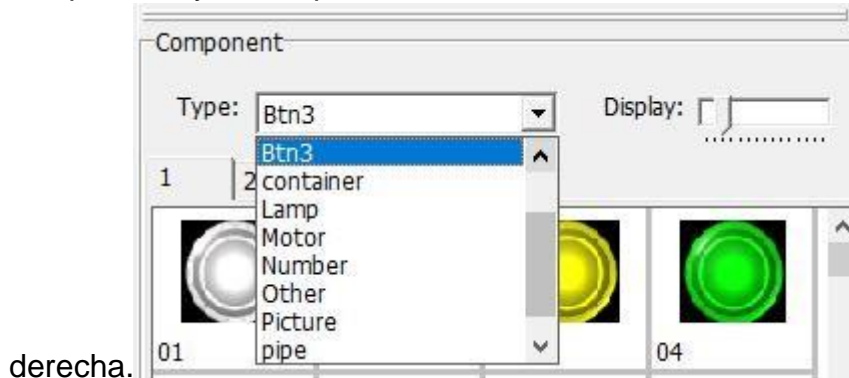 Component
Type: Btn3 Display:
Btn3
1 2 container
Lamp
Motor
Number
Other
Picture
01 pipe 04
derecha.